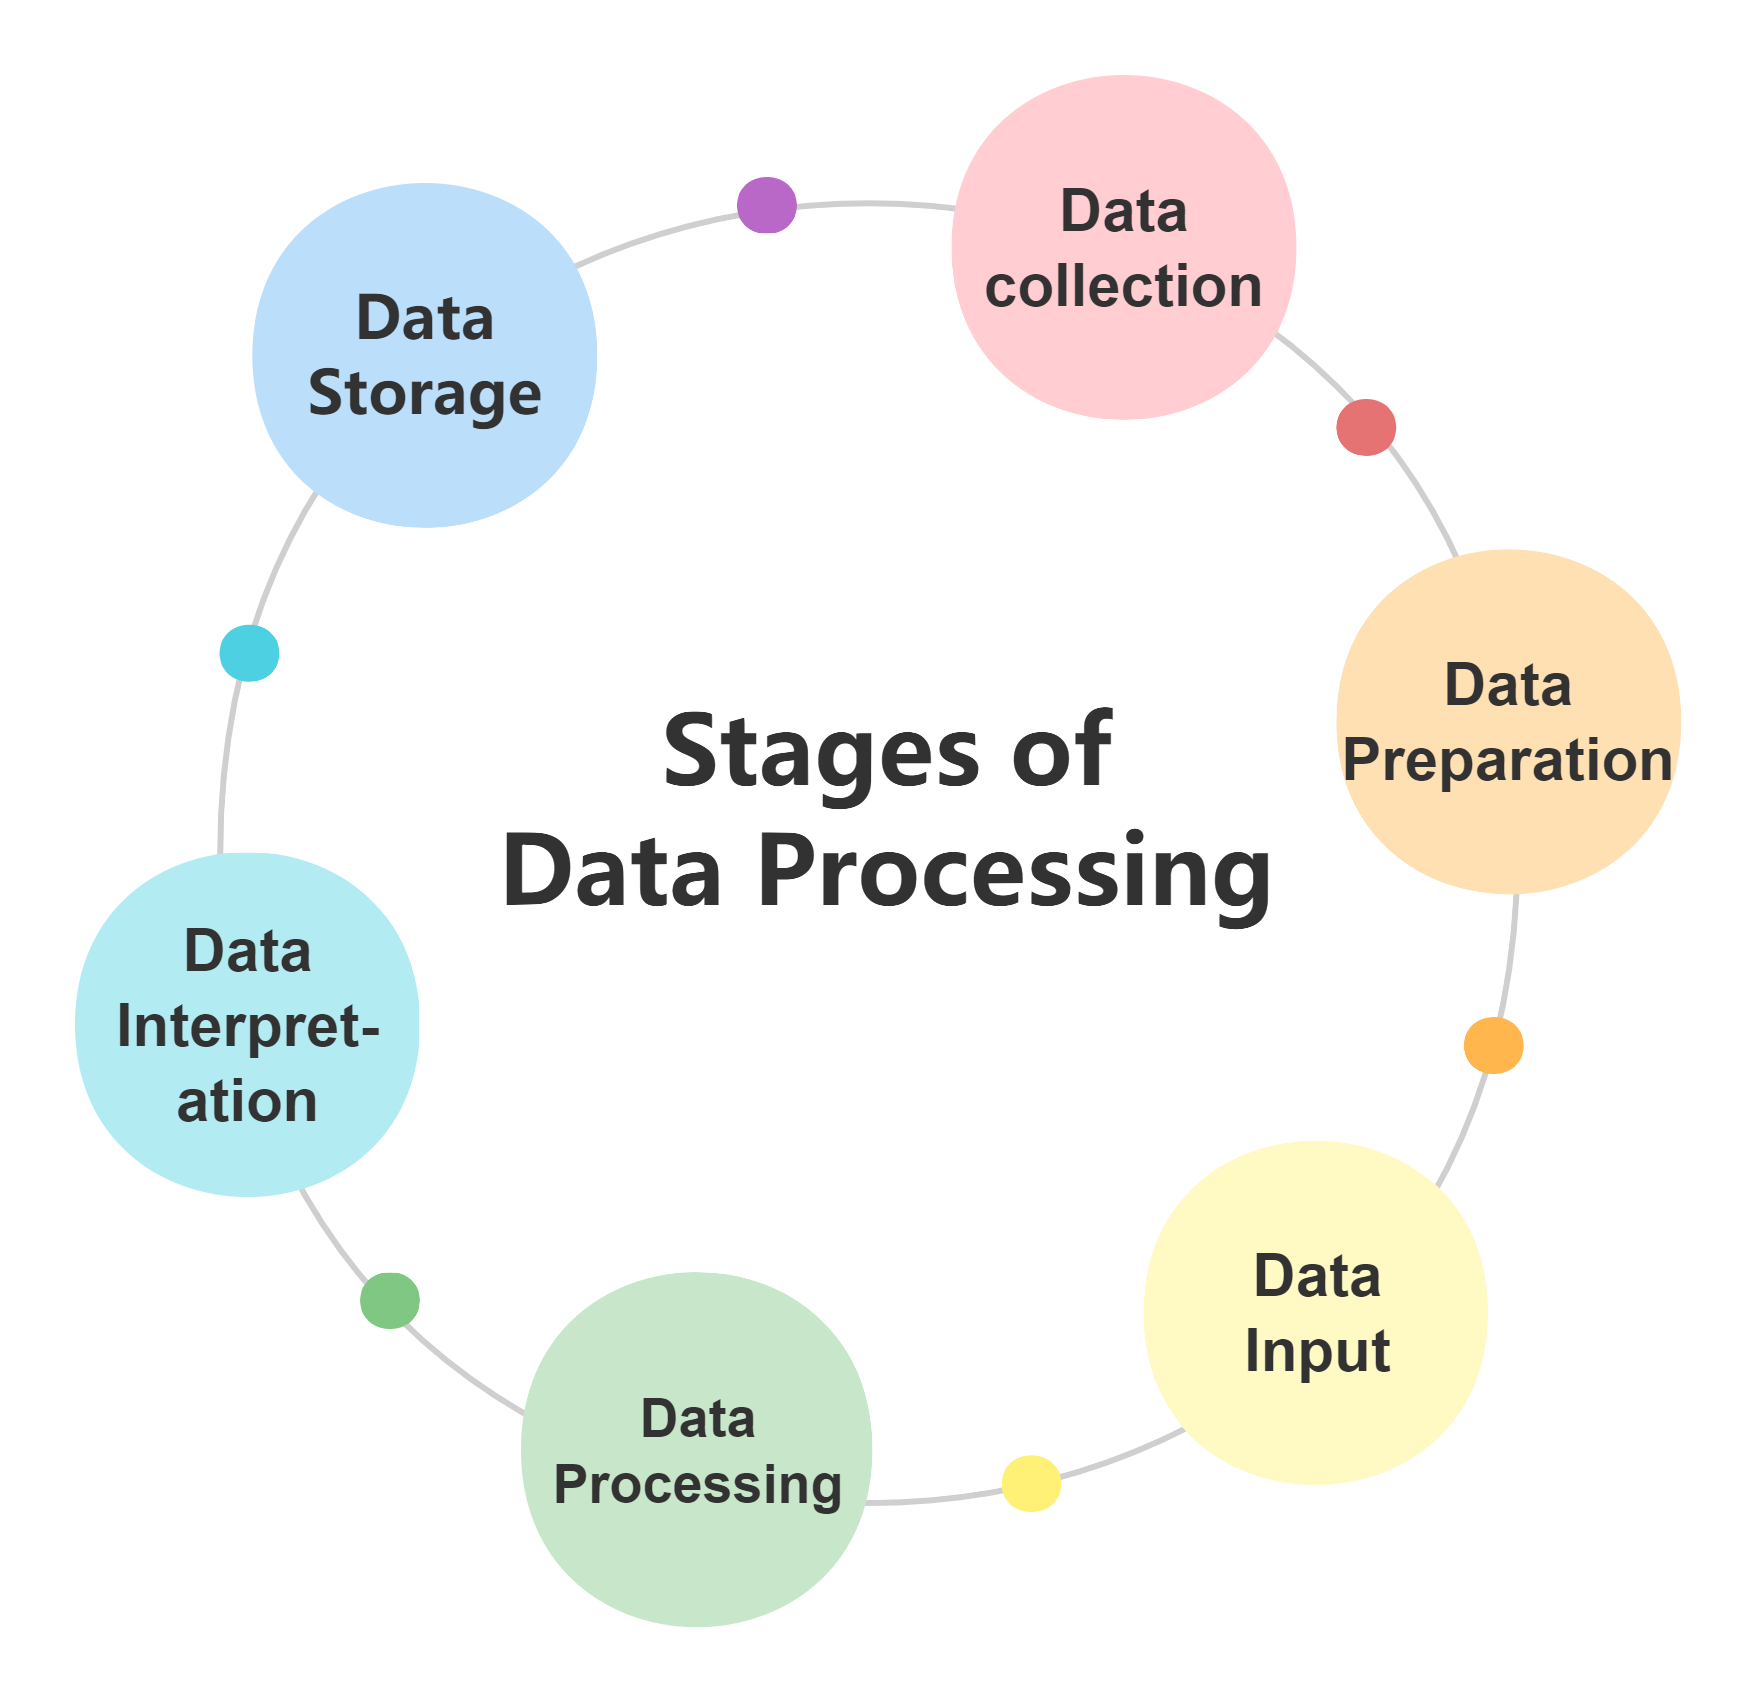 Data
collection
Data
Storage
Data
Preparation
Stages of
Data Processing
Data
Interpret-
ation
Data
Input
Data
Processing